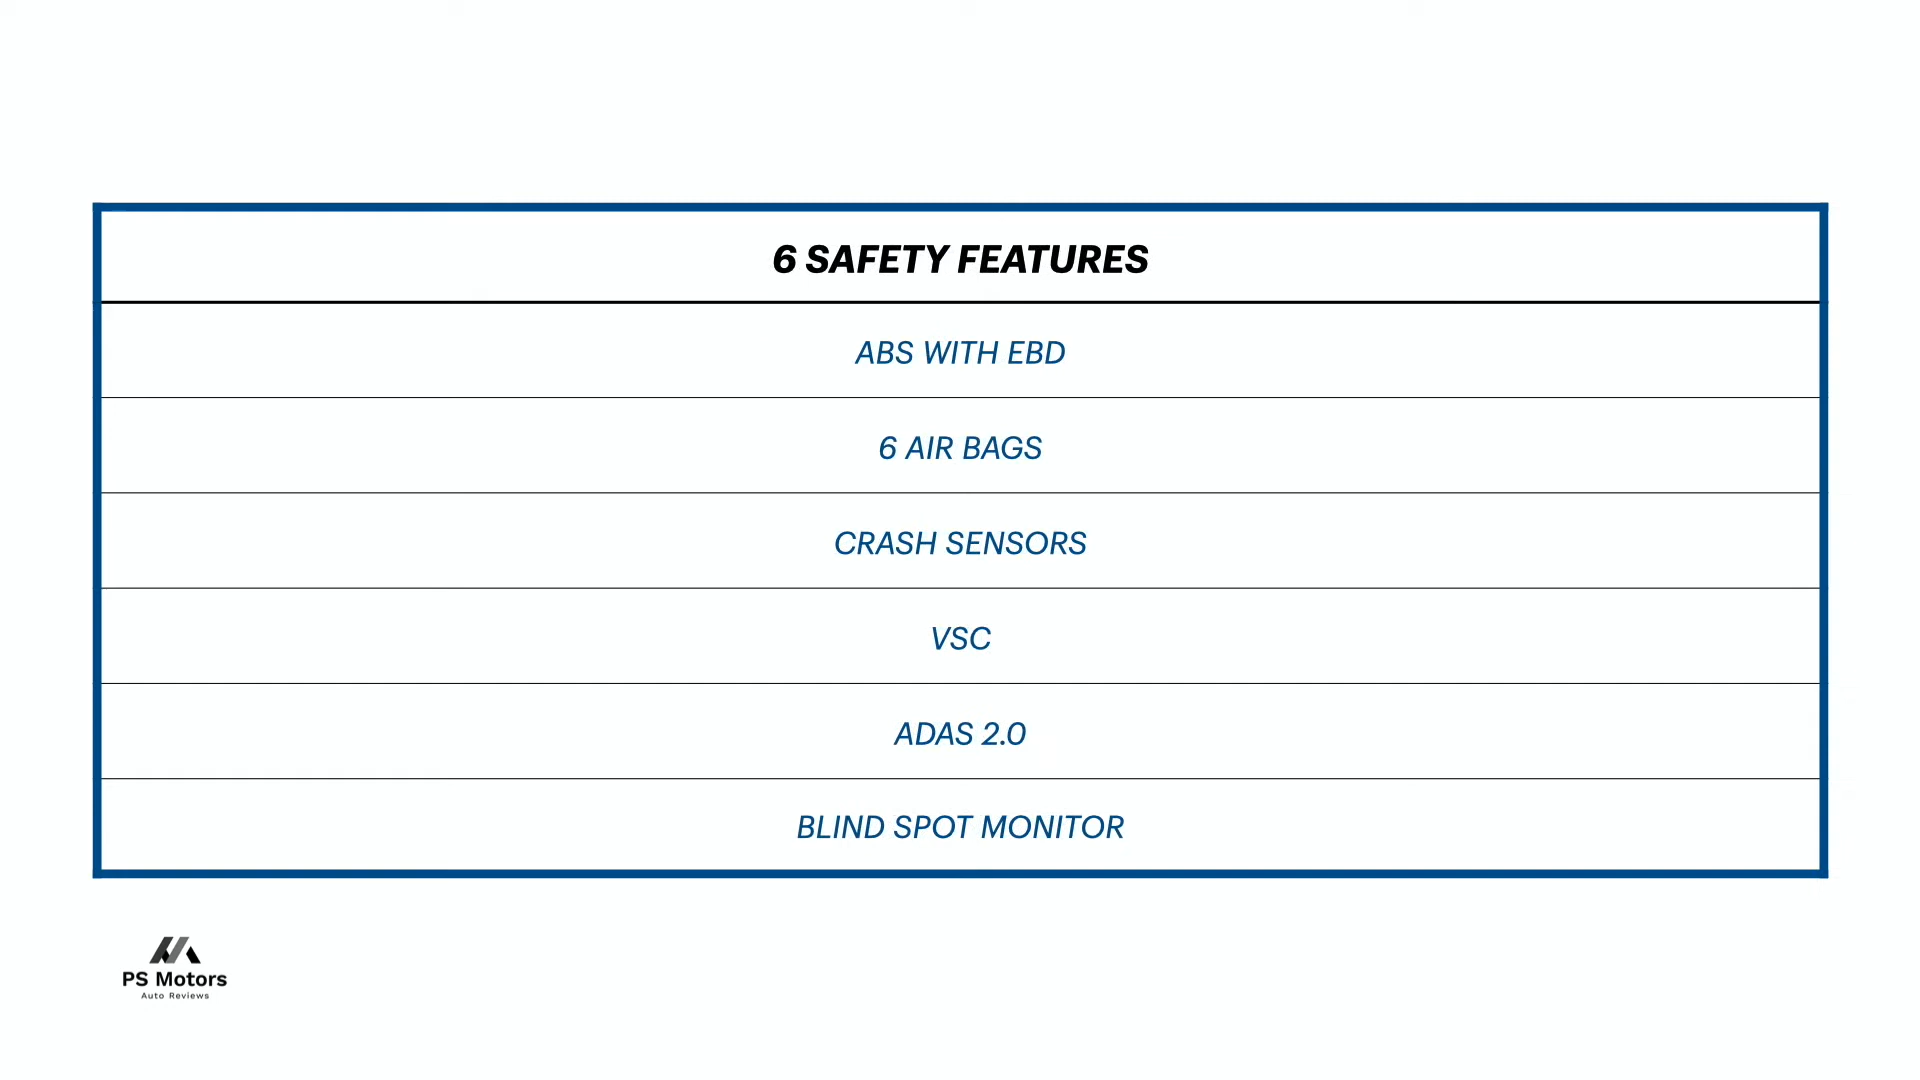 6 SAFETY FEATURES
ABS WITH EBD
6 AIR BAGS
CRASH SENSORS
VSC
ADAS 2.0
BLIND SPOT MONITOR
PS Motors
Auto Reviews